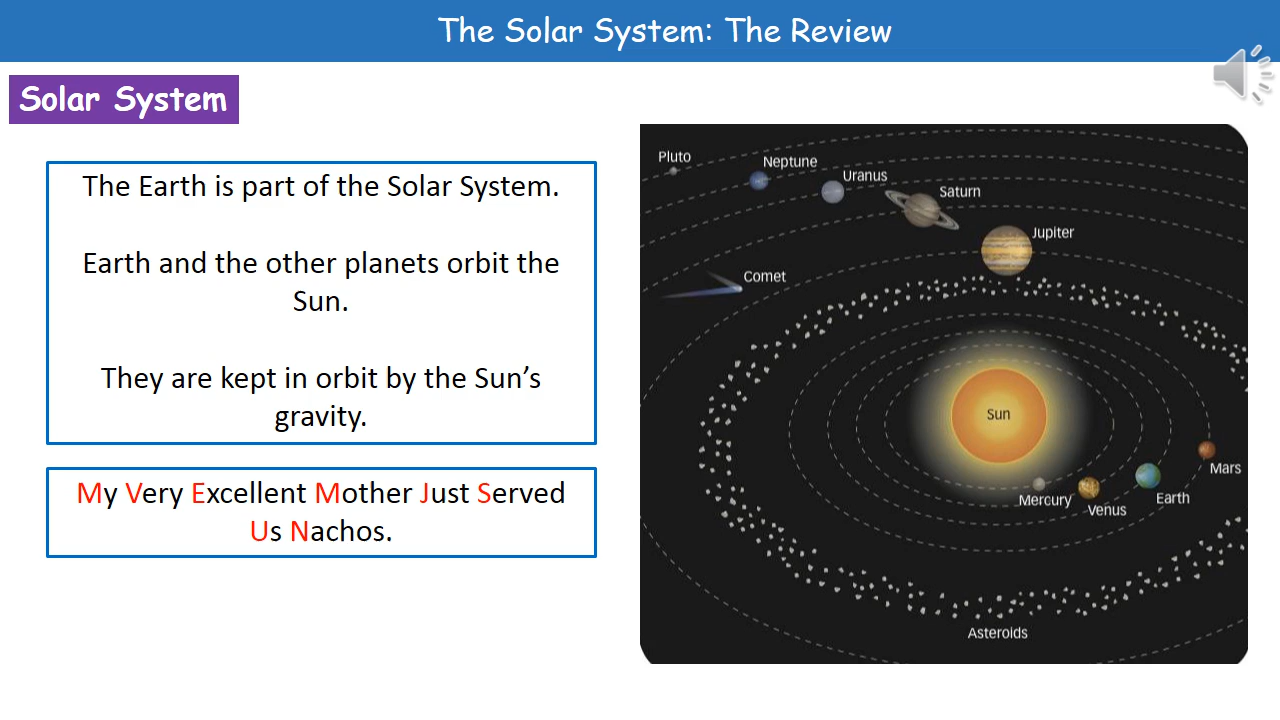 The Solar System: The Review
Solar System
The Earth is part of the Solar System.
Earth and the other planets orbit the
Sun.
They are kept in orbit by the Sun’s
gravity.
My Very Excellent Mother Just Served
Us Nachos.
Pluto
Neptune
Uranus
Saturn
Jupiter
Comet
Sun
Mars
Mercury
Venus
Earth
Asteroids